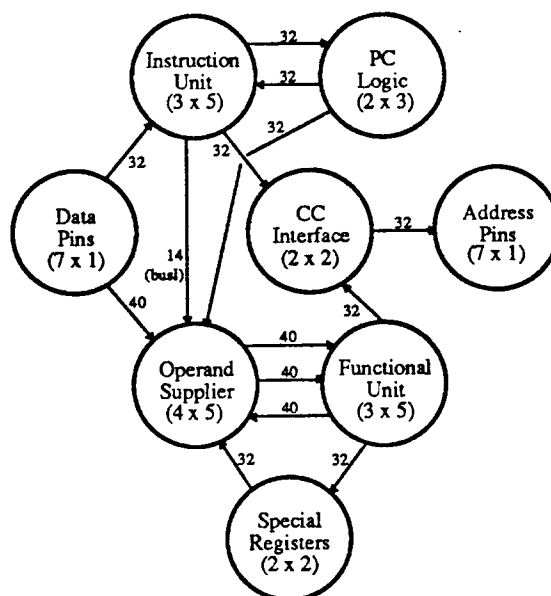 32
Instruction
Unit
(3 x 5)
32
PC
Logic
(2 x 3)
32
32
32
Data
Pins
(7 x 1)
CC
Interface
(2 x 2)
32
Address
Pins
(7 x 1)
14
(busI)
40
32
Operand
Supplier
(4 x 5)
40
40
40
Functional
Unit
(3 x 5)
32
32
Special
Registers
(2 x 2)